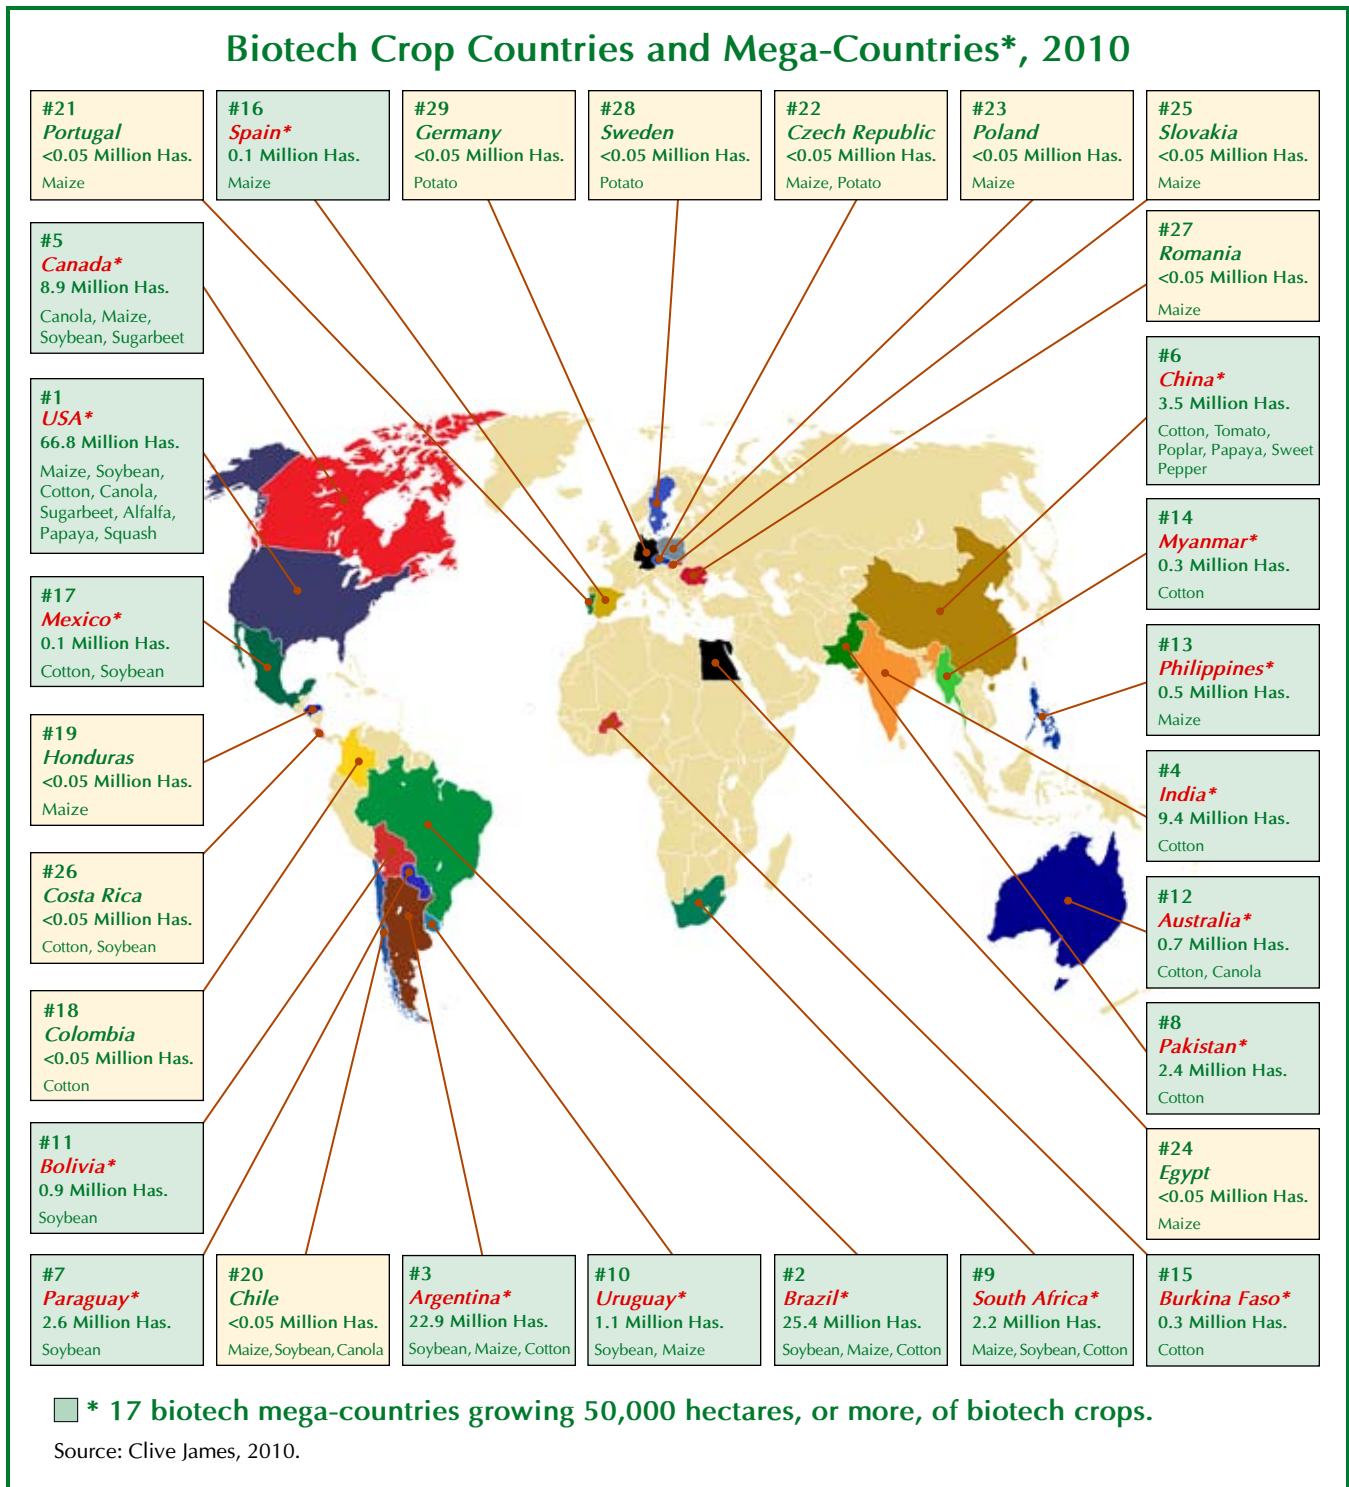 Biotech Crop Countries and Mega-Countries*, 2010
#21
Portugal
<0.05 Million Has.
Maize
#16
Spain*
0.1 Million Has.
Maize
#29
Germany
<0.05 Million Has.
Potato
#28
Sweden
<0.05 Million Has.
Potato
#22
Czech Republic
<0.05 Million Has.
Maize, Potato
#23
Poland
<0.05 Million Has.
Maize
#25
Slovakia
<0.05 Million Has.
Maize
#5
Canada*
8.9 Million Has.
Canola, Maize,
Soybean, Sugarbeet
#27
Romania
<0.05 Million Has.
Maize
#1
USA*
66.8 Million Has.
Maize, Soybean,
Cotton, Canola,
Sugarbeet, Alfalfa,
Papaya, Squash
#6
China*
3.5 Million Has.
Cotton, Tomato,
Poplar, Papaya, Sweet
Pepper
#17
Mexico*
0.1 Million Has.
Cotton, Soybean
#14
Myanmar*
0.3 Million Has.
Cotton
#19
Honduras
<0.05 Million Has.
Maize
#13
Philippines*
0.5 Million Has.
Maize
#26
Costa Rica
<0.05 Million Has.
Cotton, Soybean
#4
India*
9.4 Million Has.
Cotton
#18
Colombia
<0.05 Million Has.
Cotton
#12
Australia*
0.7 Million Has.
Cotton, Canola
#11
Bolivia*
0.9 Million Has.
Soybean
#8
Pakistan*
2.4 Million Has.
Cotton
#24
Egypt
<0.05 Million Has.
Maize
#7
Paraguay*
2.6 Million Has.
Soybean
#20
Chile
<0.05 Million Has.
Maize, Soybean, Canola
#3
Argentina*
22.9 Million Has.
Soybean, Maize, Cotton
#10
Uruguay*
1.1 Million Has.
Soybean, Maize
#2
Brazil*
25.4 Million Has.
Soybean, Maize, Cotton
#9
South Africa*
2.2 Million Has.
Maize, Soybean, Cotton
#15
Burkina Faso*
0.3 Million Has.
Cotton
* 17 biotech mega-countries growing 50,000 hectares, or more, of biotech crops.
Source: Clive James, 2010.